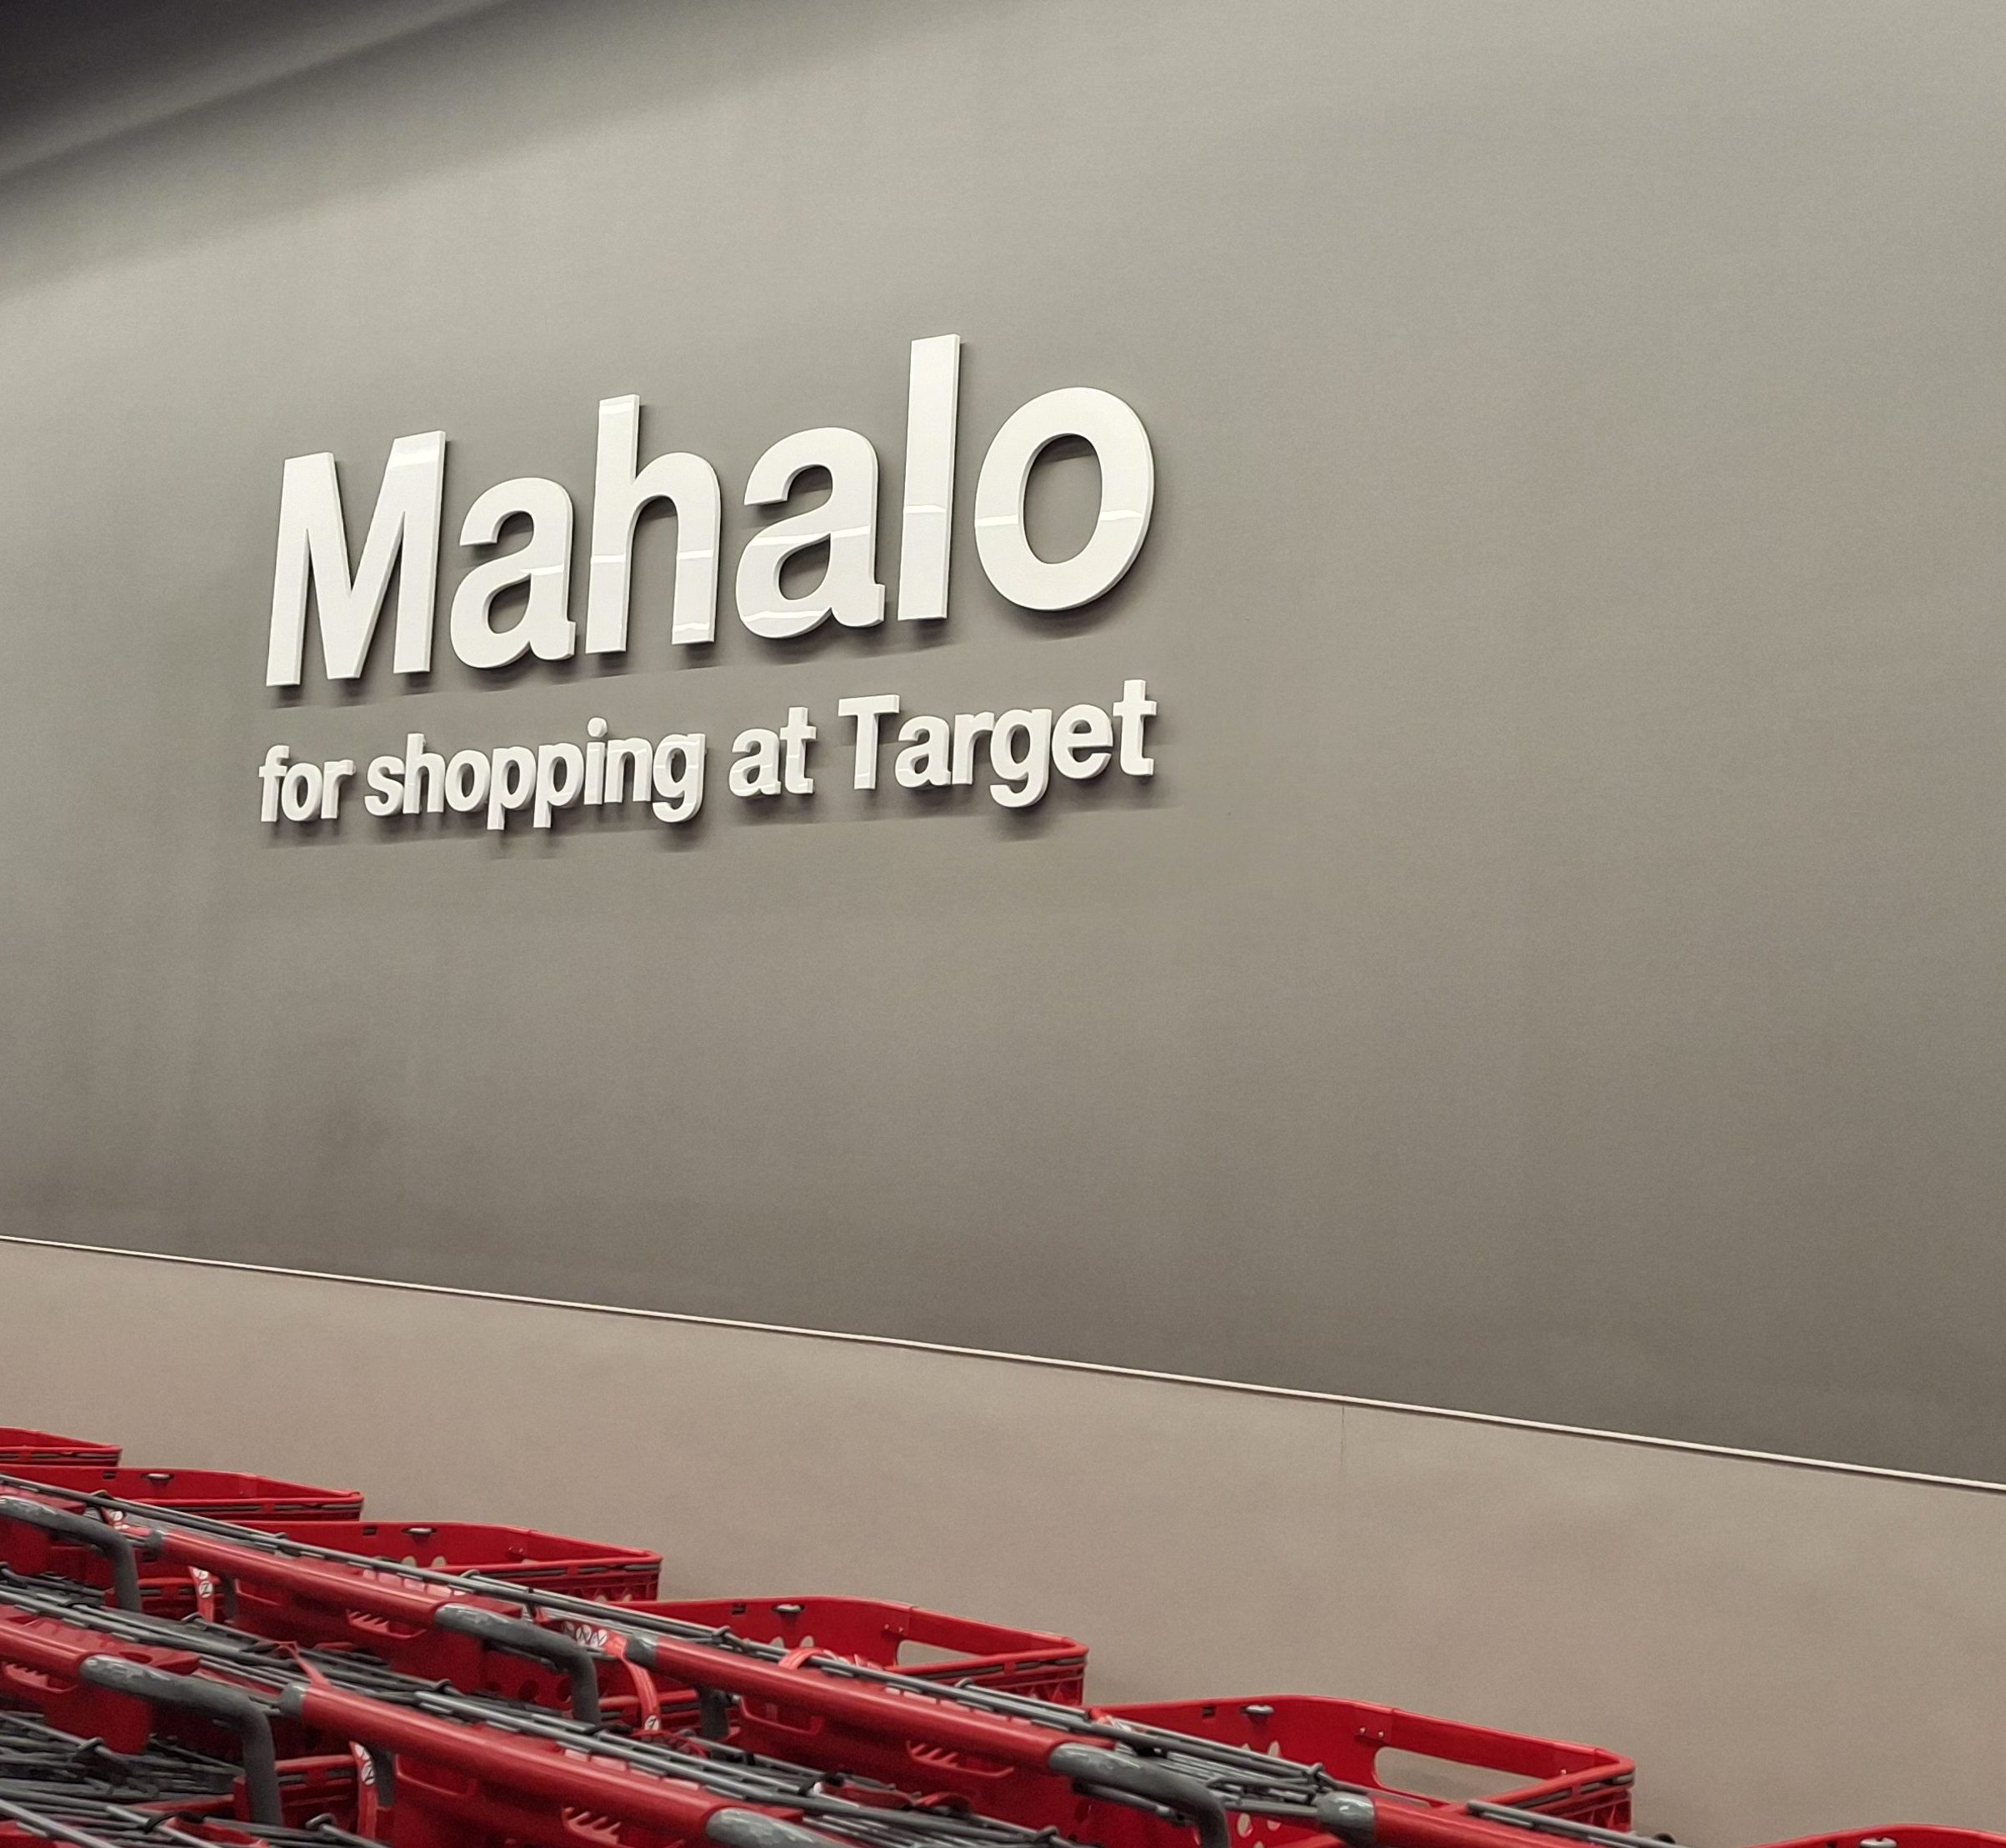 Mahalo
for shopping at Target